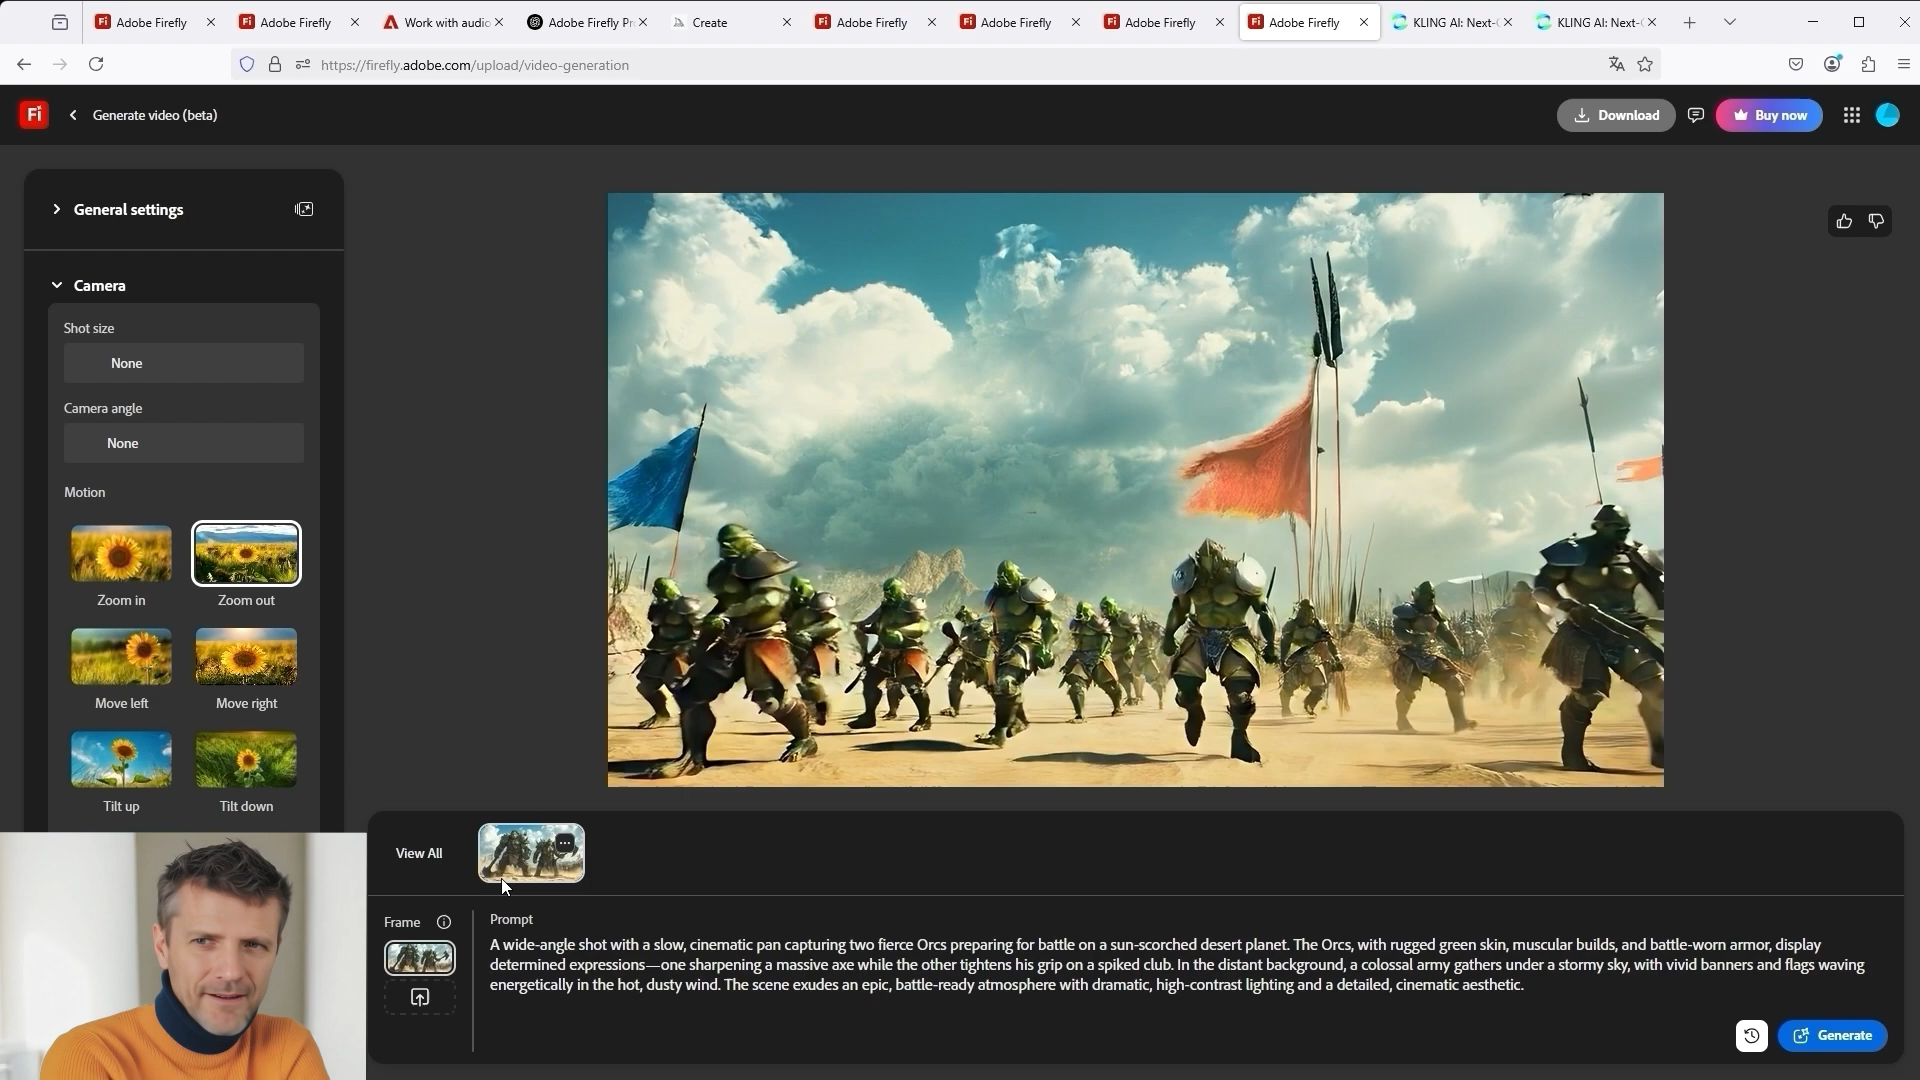 Adobe Firefly
Adobe Firefly
Work with audio
Adobe Firefly Pr
Create
Adobe Firefly
Adobe Firefly
Adobe Firefly
Adobe Firefly
KLING AI: Next-
KLING AI: Next-
https://firefly.adobe.com/upload/video-generation
Fi
Generate video (beta)
Download
Buy now
General settings
Camera
Shot size
None
Camera angle
None
Motion
Zoom in
Zoom out
Move left
Move right
Tilt up
Tilt down
View All
Frame
Prompt
A wide-angle shot with a slow, cinematic pan capturing two fierce Orcs preparing for battle on a sun-scorched desert planet. The Orcs, with rugged green skin, muscular builds, and battle-worn armor, display
determined expressions—one sharpening a massive axe while the other tightens his grip on a spiked club. In the distant background, a colossal army gathers under a stormy sky, with vivid banners and flags waving
energetically in the hot, dusty wind. The scene exudes an epic, battle-ready atmosphere with dramatic, high-contrast lighting and a detailed, cinematic aesthetic.
Generate